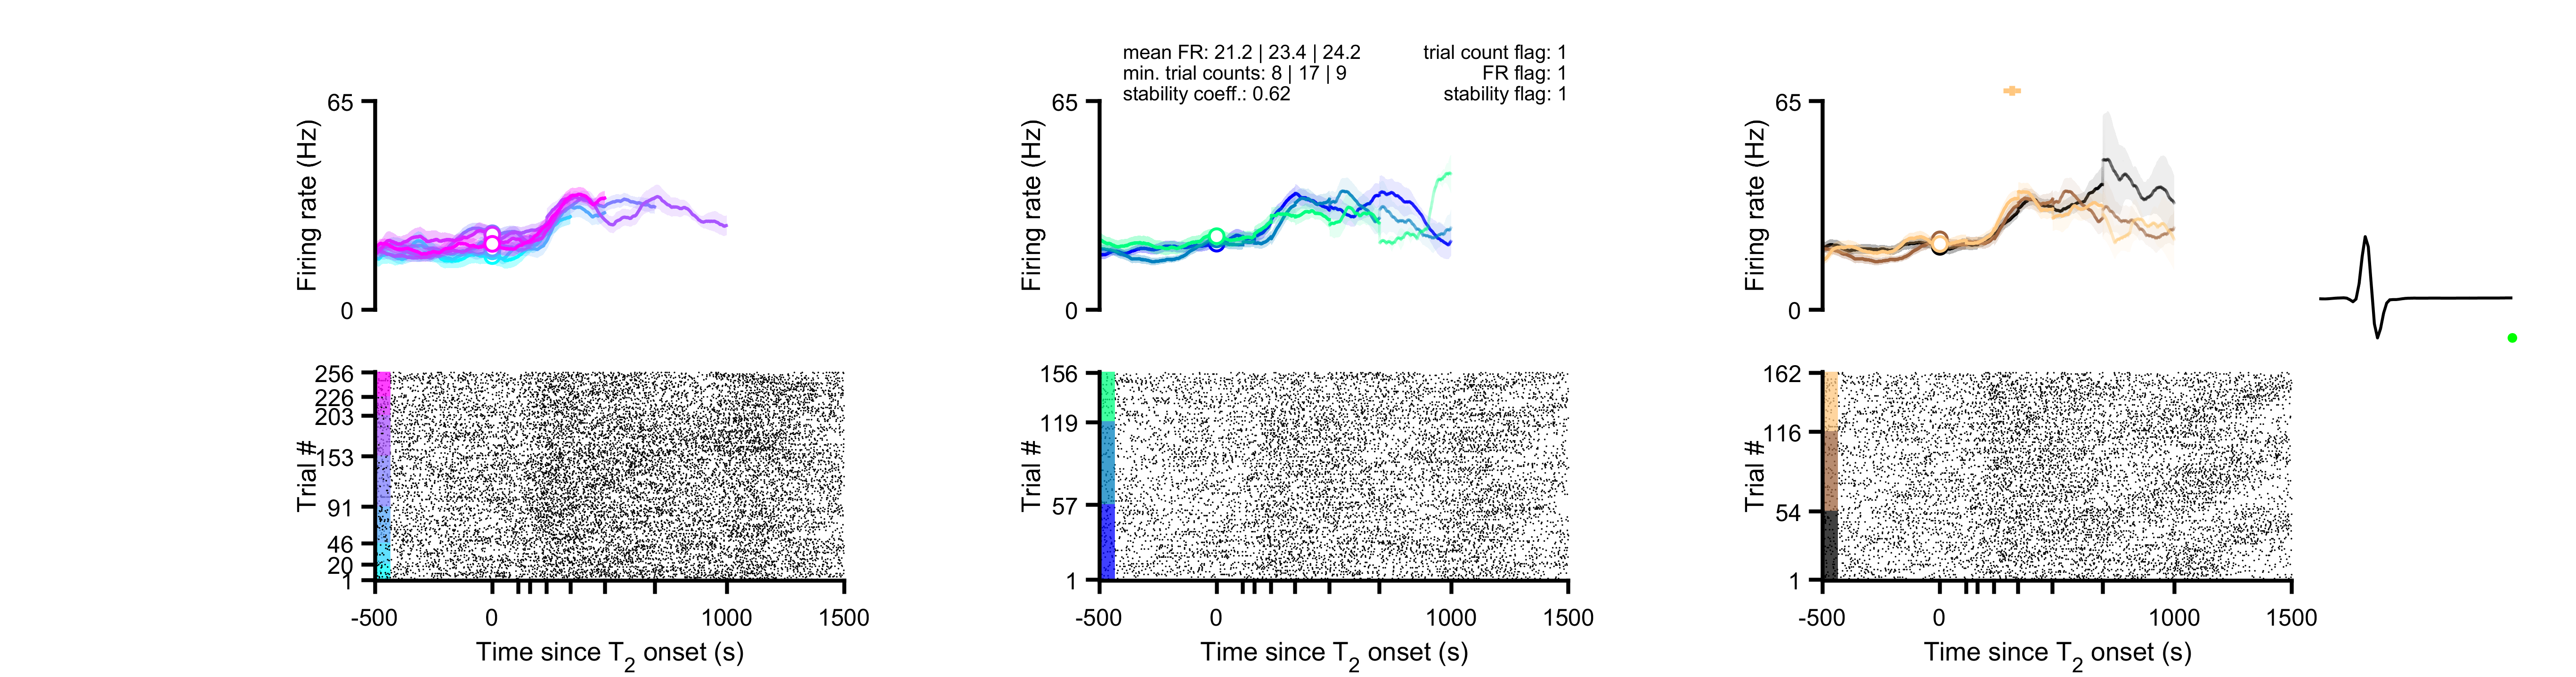 mean FR: 21.2 | 23.4 | 24.2
trial count flag: 1
min. trial counts: 8 | 17 | 9
FR flag: 1
stability coeff.: 0.62
stability flag: 1
65
Firing rate (Hz)
0
65
Firing rate (Hz)
0
65
Firing rate (Hz)
0
256
226
203
153
91
46
20
1
Trial #
-500
0
1000
1500
Time since T2 onset (s)
156
119
57
1
Trial #
-500
0
1000
1500
Time since T2 onset (s)
162
116
54
1
Trial #
-500
0
1000
1500
Time since T2 onset (s)